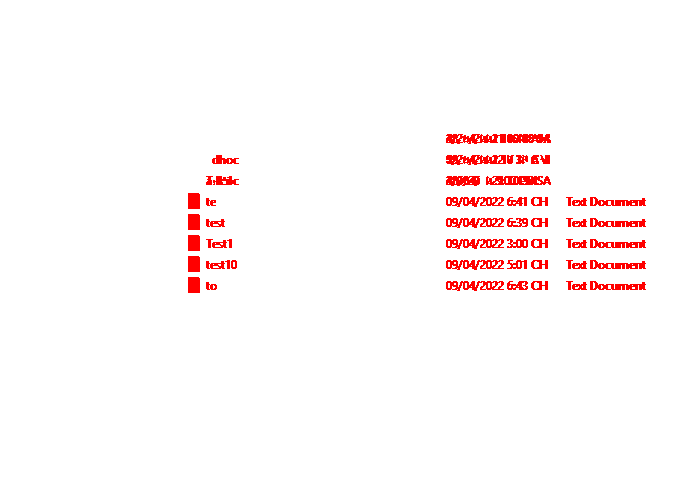 dhoc
te 09/04/2022 6:41 CH Text Document
test 09/04/2022 6:39 CH Text Document
Test1 09/04/2022 3:00 CH Text Document
test10 09/04/2022 5:01 CH Text Document
to 09/04/2022 6:43 CH Text Document